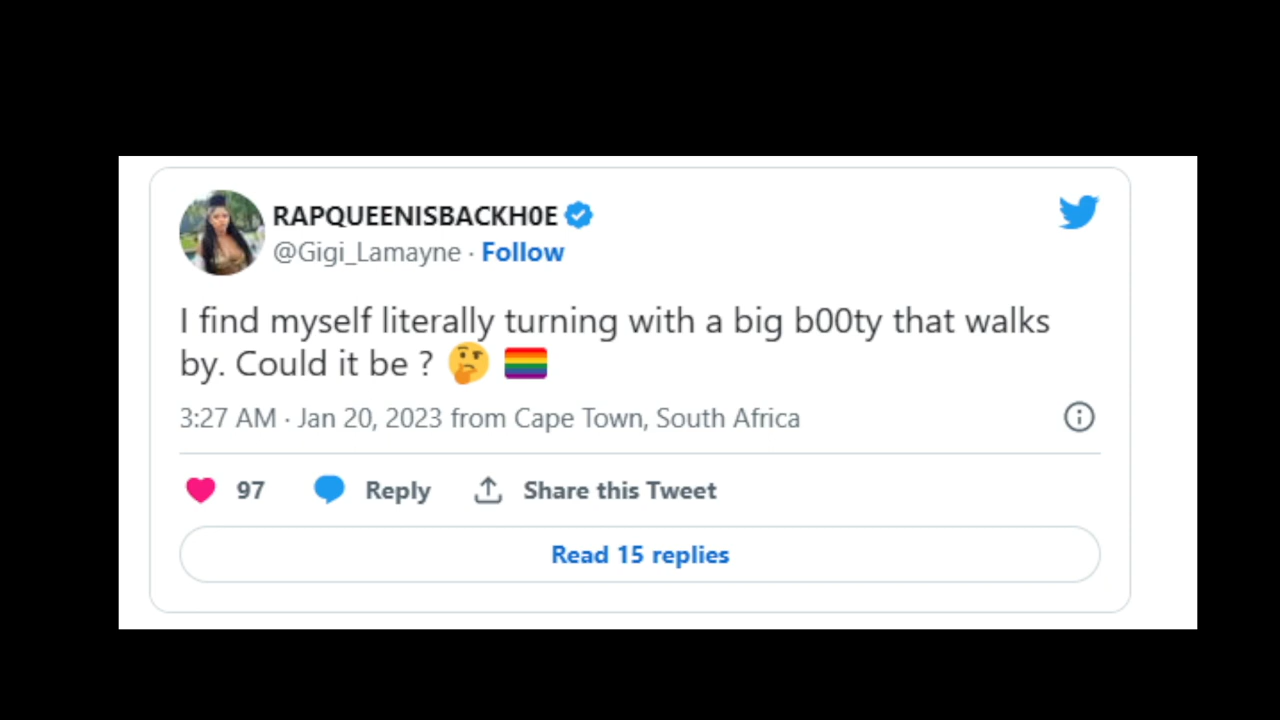 RAPQUEENISBACKH0E
@Gigi_Lamayne · Follow
I find myself literally turning with a big b00ty that walks
by. Could it be ? 🤔 🏳️‍🌈
3:27 AM · Jan 20, 2023 from Cape Town, South Africa
97 Reply Share this Tweet
Read 15 replies